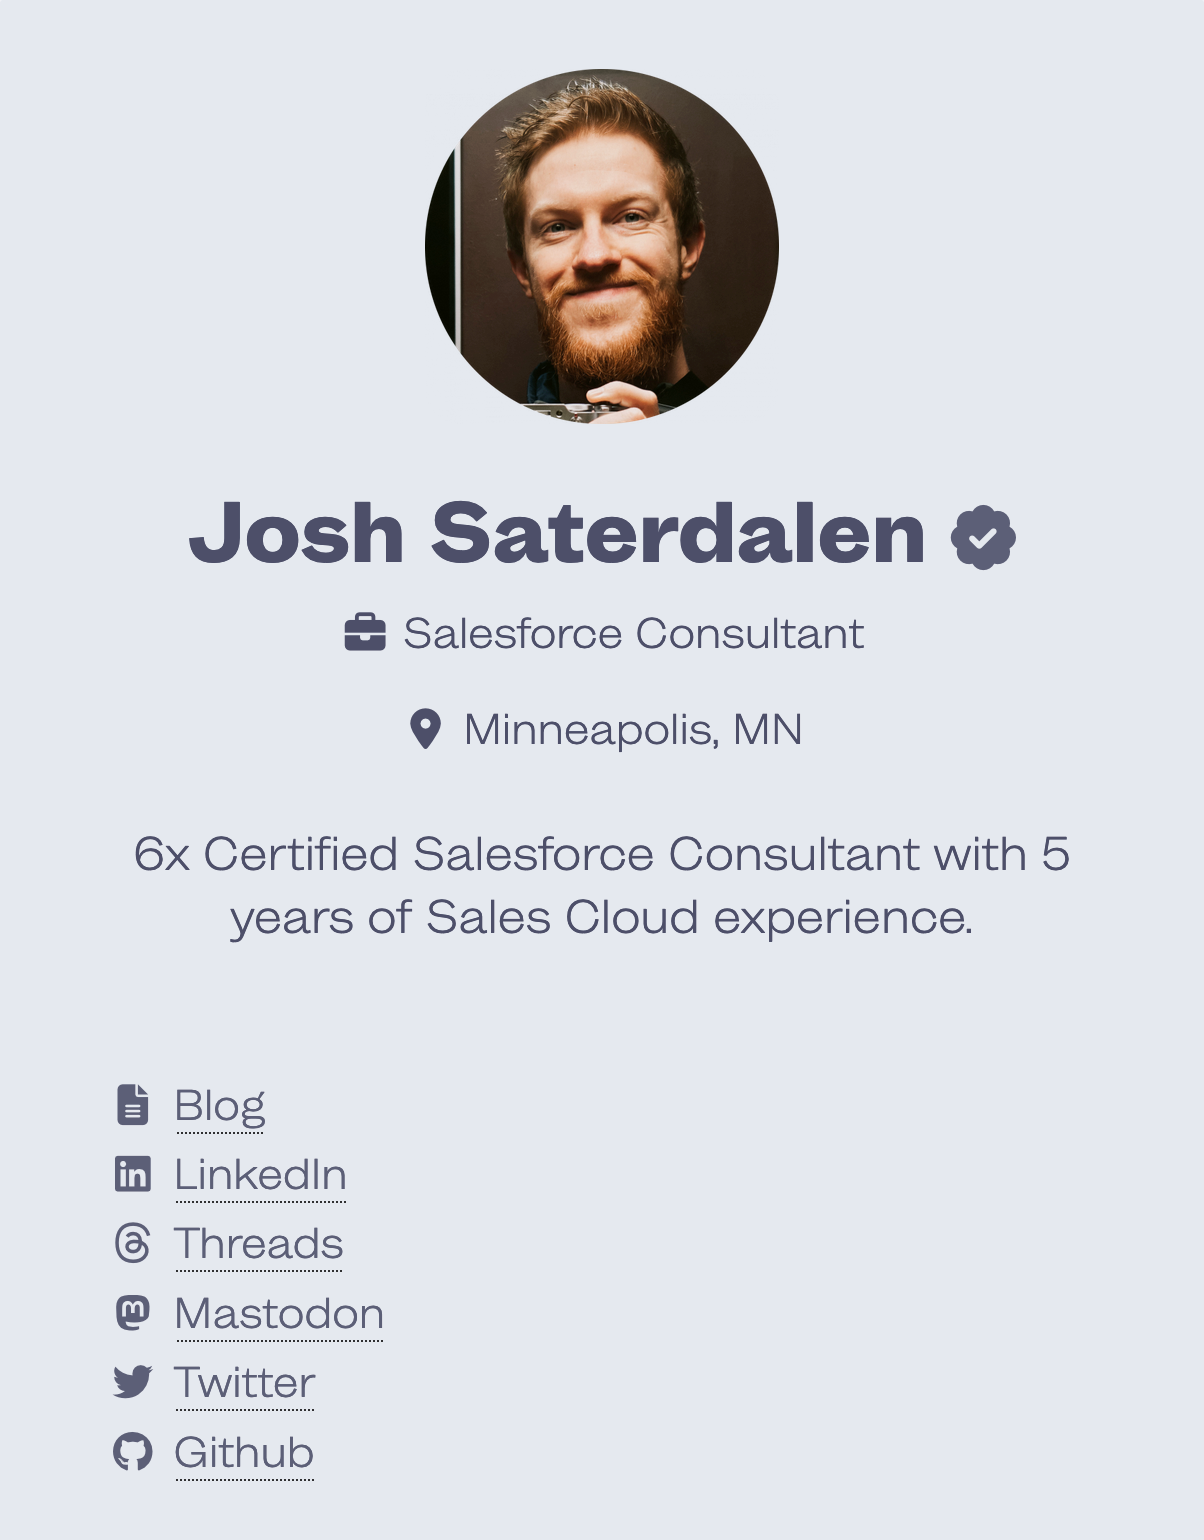 Josh Saterdalen
Salesforce Consultant
Minneapolis, MN
6x Certified Salesforce Consultant with 5
years of Sales Cloud experience.
Blog
LinkedIn
Threads
Mastodon
Twitter
Github